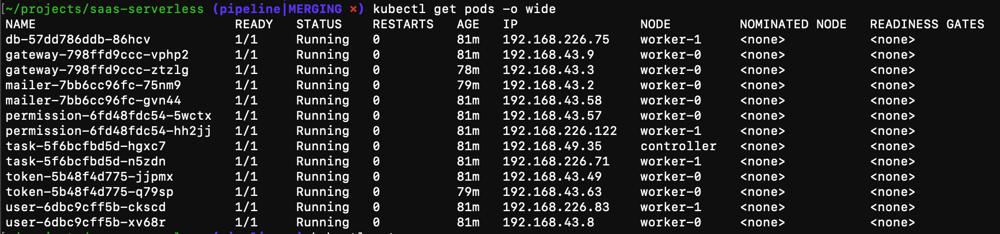 [~/projects/saas-serverless (pipeline|MERGING ×) kubectl get pods -o wide
NAME READY STATUS RESTARTS AGE IP NODE NOMINATED NODE READINESS GATES
db-57dd786ddb-86hcv 1/1 Running 0 81m 192.168.226.75 worker-1 <none> <none>
gateway-798ffd9ccc-vphp2 1/1 Running 0 81m 192.168.43.9 worker-0 <none> <none>
gateway-798ffd9ccc-ztzlg 1/1 Running 0 78m 192.168.43.3 worker-0 <none> <none>
mailer-7bb6cc96fc-75nm9 1/1 Running 0 79m 192.168.43.2 worker-0 <none> <none>
mailer-7bb6cc96fc-gvn44 1/1 Running 0 81m 192.168.43.58 worker-0 <none> <none>
permission-6fd48fdc54-5wctx 1/1 Running 0 81m 192.168.43.57 worker-0 <none> <none>
permission-6fd48fdc54-hh2jj 1/1 Running 0 81m 192.168.226.122 worker-1 <none> <none>
task-5f6bcfbd5d-hgxc7 1/1 Running 0 81m 192.168.49.35 controller <none> <none>
task-5f6bcfbd5d-n5zdn 1/1 Running 0 81m 192.168.226.71 worker-1 <none> <none>
token-5b48f4d775-jjpmx 1/1 Running 0 81m 192.168.43.49 worker-0 <none> <none>
token-5b48f4d775-q79sp 1/1 Running 0 79m 192.168.43.63 worker-0 <none> <none>
user-6dbc9cff5b-ckscd 1/1 Running 0 81m 192.168.226.83 worker-1 <none> <none>
user-6dbc9cff5b-xv68r 1/1 Running 0 81m 192.168.43.8 worker-0 <none> <none>